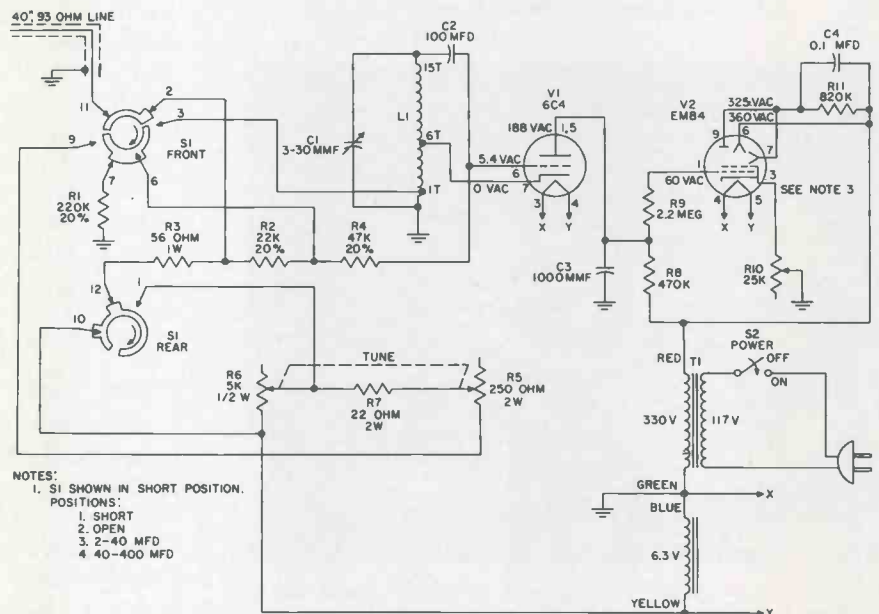 40", 93 OHM LINE
11
2
3
9
S1
FRONT
7
6
R1
220K
20%
R3
56 OHM
1W
R2
22K
20%
R4
47K
20%
12
1
10
S1
REAR
C1
3-30MMF
L1
15T
6T
1T
C2
100MFD
V1
6C4
188 VAC
1,5
5.4 VAC
6
0 VAC
7
3
4
X
Y
C3
1000MMF
R9
2.2 MEG
R8
470K
V2
EM84
325VAC
360VAC
9
6
7
1
60 VAC
3
4
5
X
Y
SEE NOTE 3
C4
0.1 MFD
R11
820K
R10
25K
TUNE
R6
5K
1/2 W
R7
22 OHM
2W
R5
250 OHM
2W
RED
T1
S2
POWER
OFF
ON
330V
117V
GREEN
X
BLUE
6.3V
YELLOW
NOTES:
1. S1 SHOWN IN SHORT POSITION.
POSITIONS:
1. SHORT
2. OPEN
3. 2-40 MFD
4 40-400 MFD